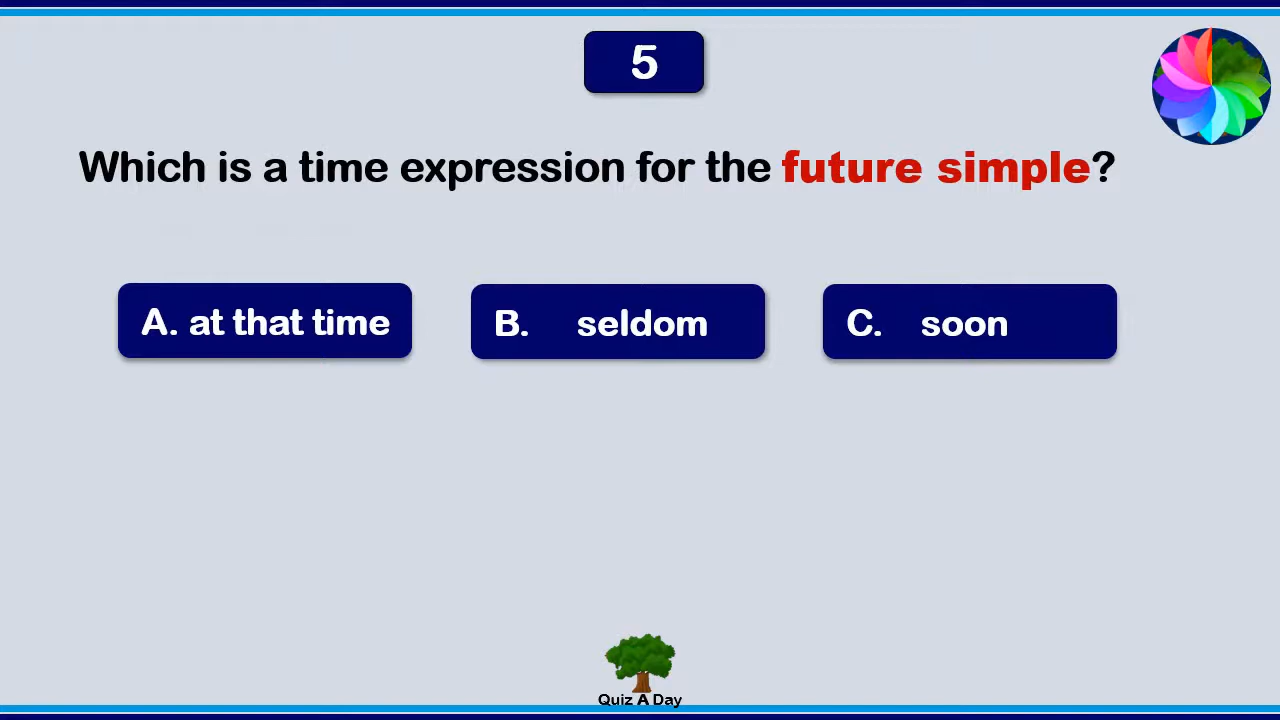 5
Which is a time expression for the future simple?
A. at that time
B. seldom
C. soon
Quiz A Day